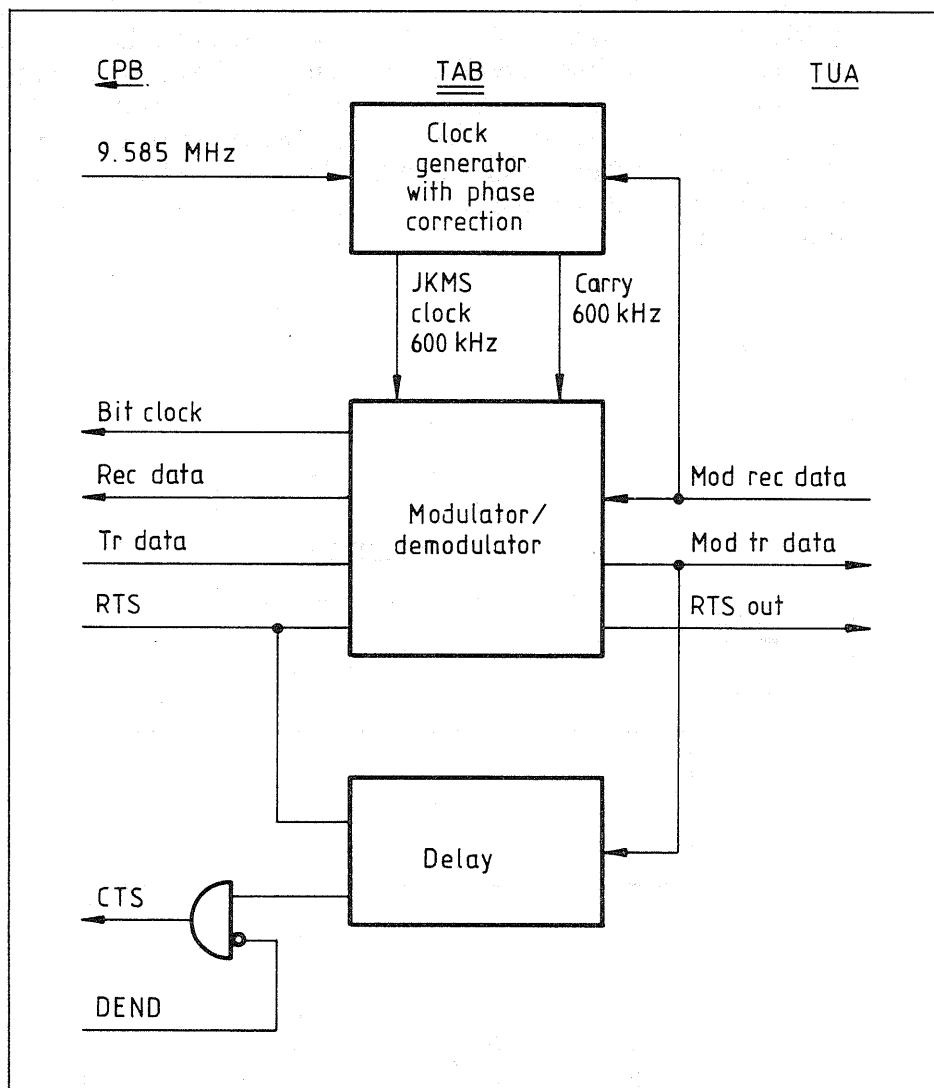 CPB
TAB
TUA
9.585 MHz
Clock
generator
with phase
correction
JKMS
clock
600 kHz
Carry
600 kHz
Bit clock
Rec data
Tr data
RTS
Modulator/
demodulator
Mod rec data
Mod tr data
RTS out
Delay
CTS
DEND